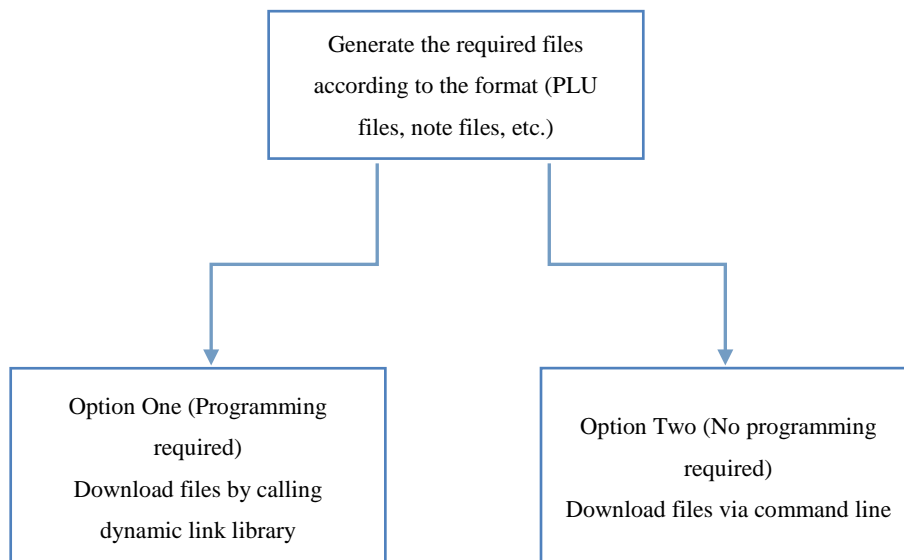 Generate the required files
according to the format (PLU
files, note files, etc.)
Option One (Programming
required)
Download files by calling
dynamic link library
Option Two (No programming
required)
Download files via command line